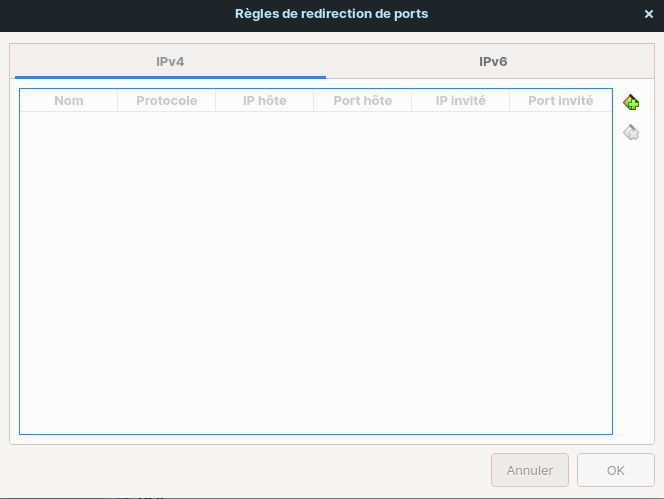 Règles de redirection de ports
IPv4 IPv6
Nom Protocole IP hôte Port hôte IP invité Port invité
Annuler OK